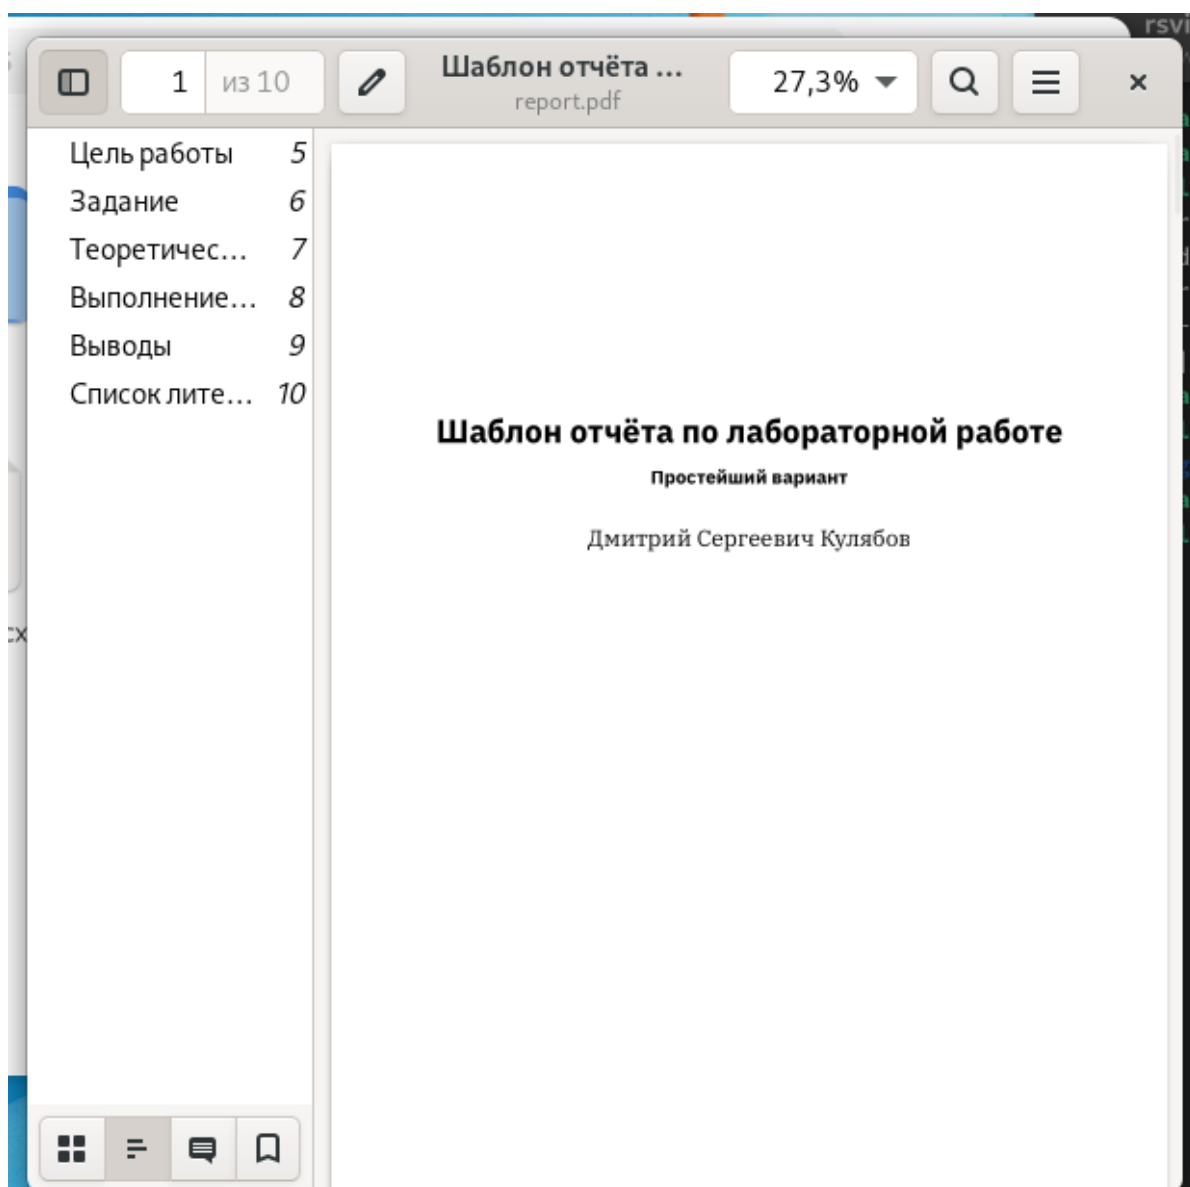 1 из 10
Шаблон отчёта ...
report.pdf
27,3%
Цель работы 5
Задание 6
Теоретичес... 7
Выполнение... 8
Выводы 9
Список лите... 10
Шаблон отчёта по лабораторной работе
Простейший вариант
Дмитрий Сергеевич Кулябов